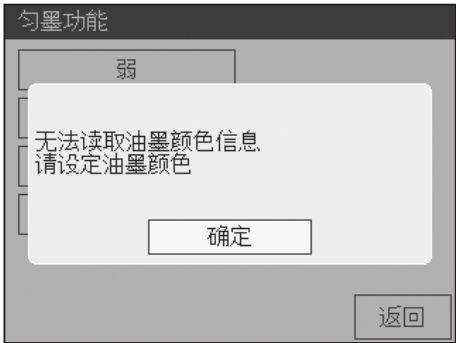 匀墨功能
弱
无法读取油墨颜色信息
请设定油墨颜色
确定
返回